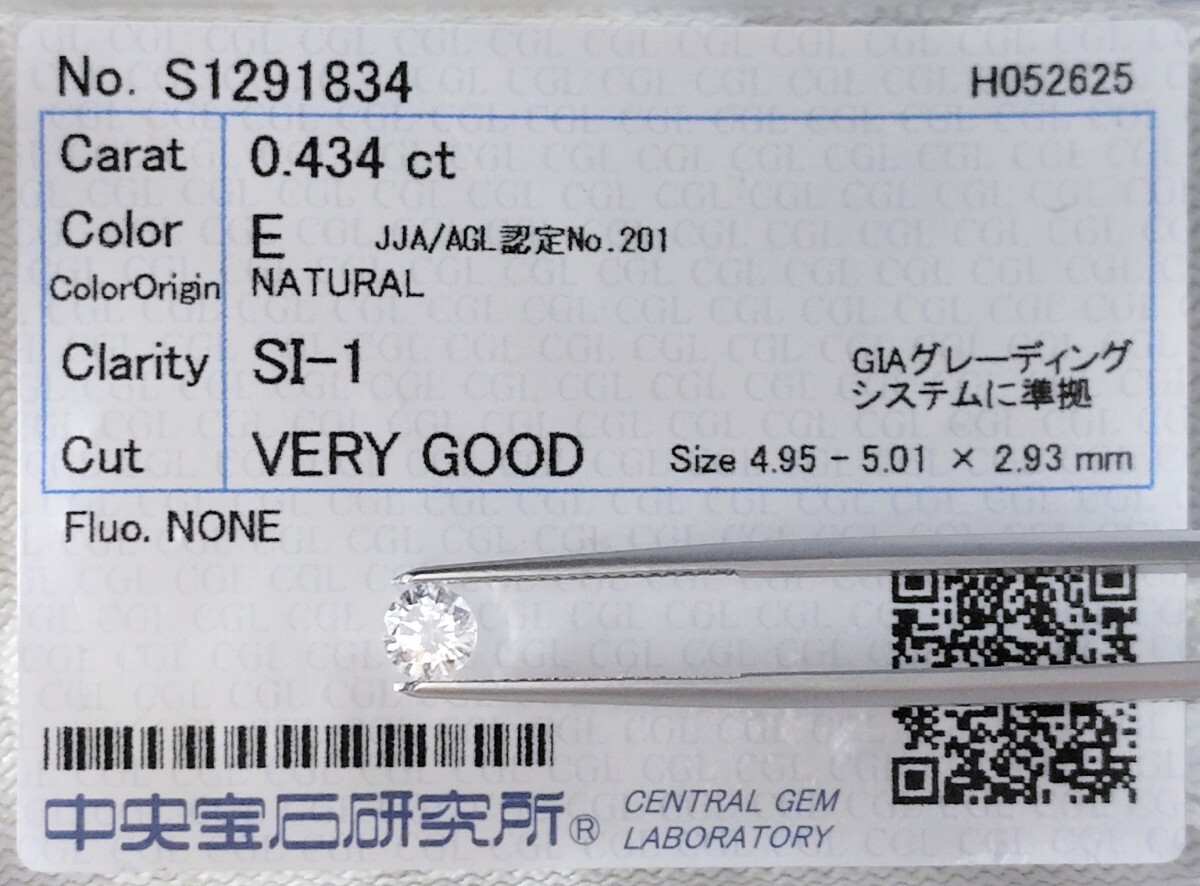 No. S1291834 H052625
Carat 0.434 ct
Color E JJA/AGL認定No.201
ColorOrigin NATURAL
Clarity SI-1 GIAグレーディング
システムに準拠
Cut VERY GOOD Size 4.95 - 5.01 × 2.93 mm
Fluo. NONE
中央宝石研究所® CENTRAL GEM
LABORATORY